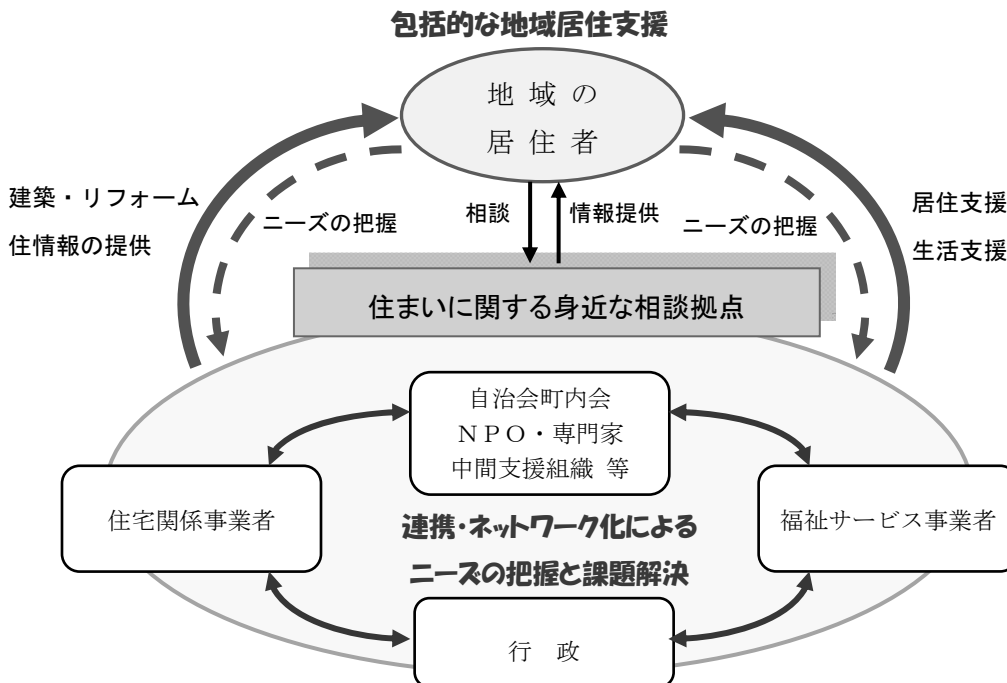 包括的な地域居住支援
地 域 の
居 住 者
建築・リフォーム
住情報の提供
ニーズの把握
相談
情報提供
ニーズの把握
居住支援
生活支援
住まいに関する身近な相談拠点
自治会町内会
ＮＰＯ・専門家
中間支援組織 等
住宅関係事業者
福祉サービス事業者
連携・ネットワーク化による
ニーズの把握と課題解決
行　政